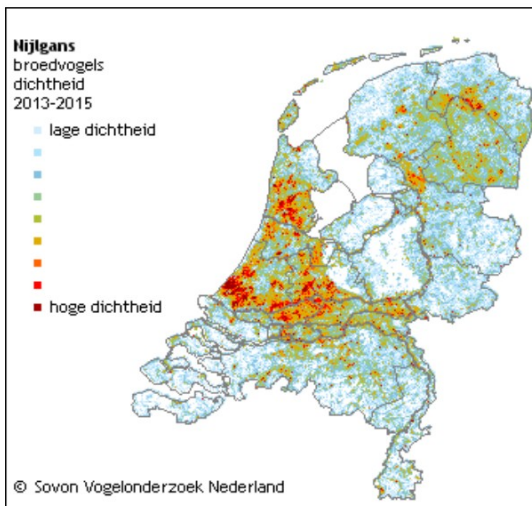 Nijlgans
broedvogels
dichtheid
2013-2015
lage dichtheid
hoge dichtheid
© Sovon Vogelonderzoek Nederland